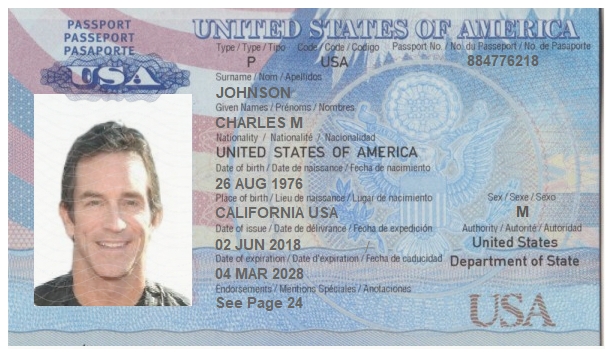 PASSPORT
PASSEPORT
PASAPORTE
USA
UNITED STATES OF AMERICA
Type / Type / Tipo Code / Code / Codigo Passport No. / No. du Passeport / No. de Pasaporte
P USA 884776218
Surname / Nom / Apellidos
JOHNSON
Given Names / Prénoms / Nombres
CHARLES M
Nationality / Nationalité / Nacionalidad
UNITED STATES OF AMERICA
Date of birth / Date de naissance / Fecha de nacimiento
26 AUG 1976
Place of birth / Lieu de naissance / Lugar de nacimiento Sex / Sexe / Sexo
CALIFORNIA USA M
Date of issue / Date de délivrance / Fecha de expedición Authority / Autorité / Autoridad
02 JUN 2018 United States
Date of expiration / Date d'expiration / Fecha de caducidad Department of State
04 MAR 2028
Endorsements / Mentions Spéciales / Anotaciones
See Page 24
USA